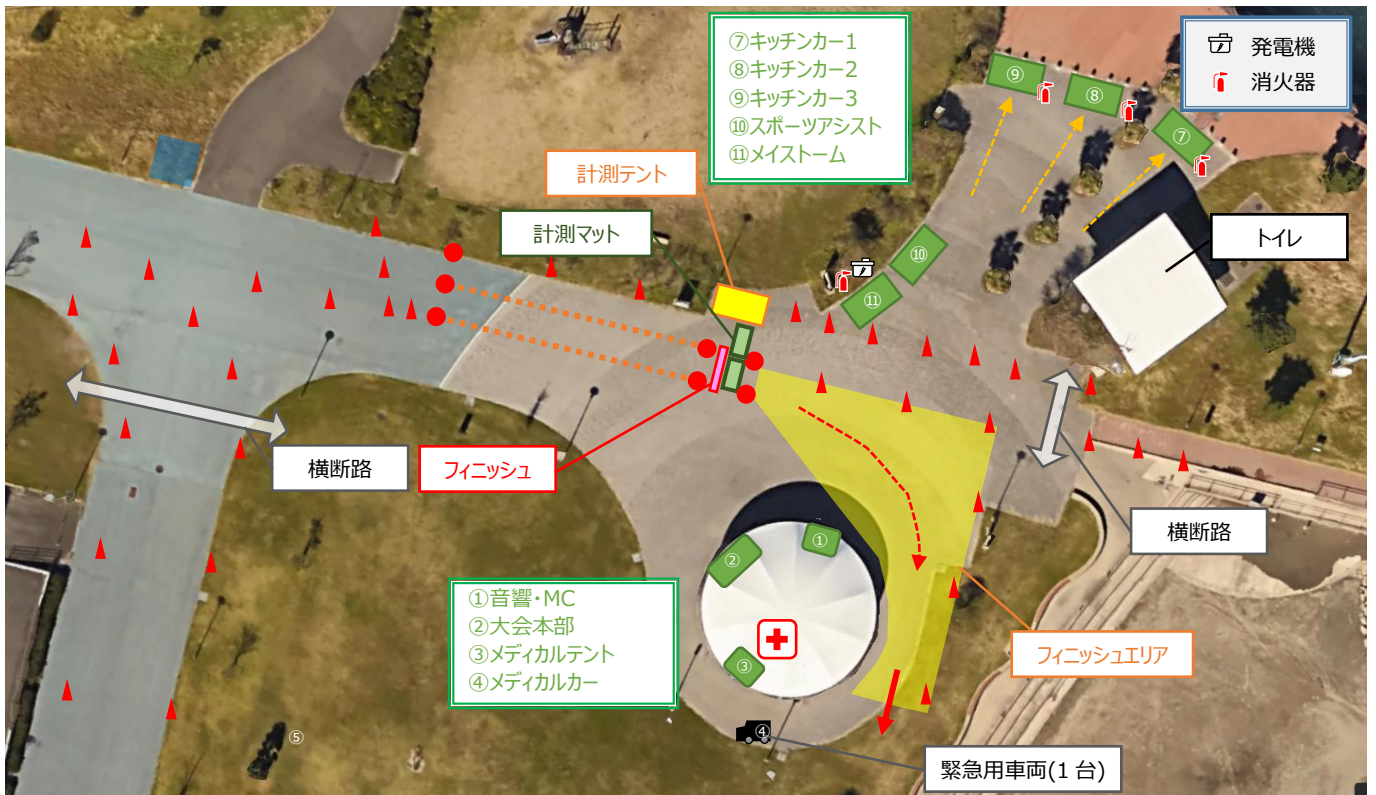 ⑦キッチンカー1
⑧キッチンカー2
⑨キッチンカー3
⑩スポーツアシスト
⑪メイストーム
発電機
消火器
⑨
⑧
⑦
計測テント
計測マット
トイレ
⑩
⑪
横断路
フィニッシュ
横断路
①
②
③
①音響・MC
②大会本部
③メディカルテント
④メディカルカー
フィニッシュエリア
④
⑤
緊急用車両(1台)